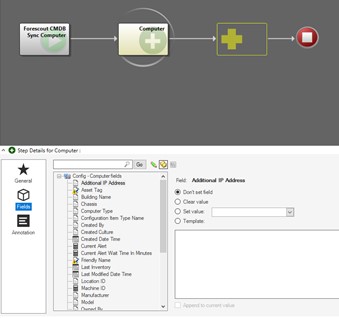 Forescout CMDB
Sync Computer
Computer
Step Details for Computer :
General
Fields
Annotation
Go
Config - Computer.fields
Additional IP Address
Asset Tag
Building Name
Chassis
Computer Type
Configuration Item Type Name
Created By
Created Culture
Created Date Time
Current Alert
Current Alert Wait Time In Minutes
Friendly Name
Last Inventory
Last Modified Date Time
Location ID
Machine ID
Manufacturer
Model
Owned By
Field: Additional IP Address
Don't set field
Clear value
Set value:
Template:
Append to current value